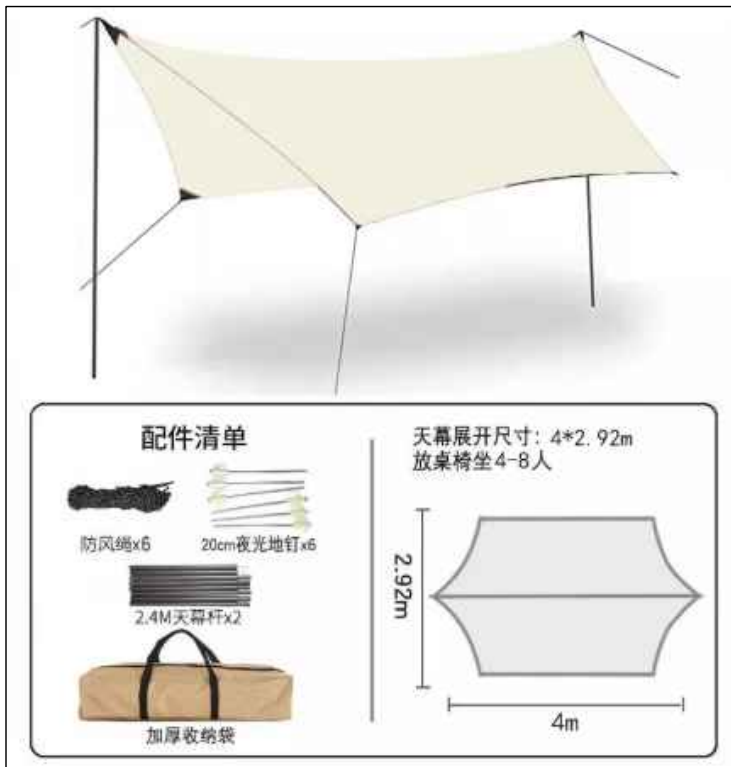 配件清单
防风绳x6
20cm夜光地钉x6
2.4M天幕杆x2
加厚收纳袋
天幕展开尺寸：4*2.92m
放桌椅坐4-8人
2.92m
4m